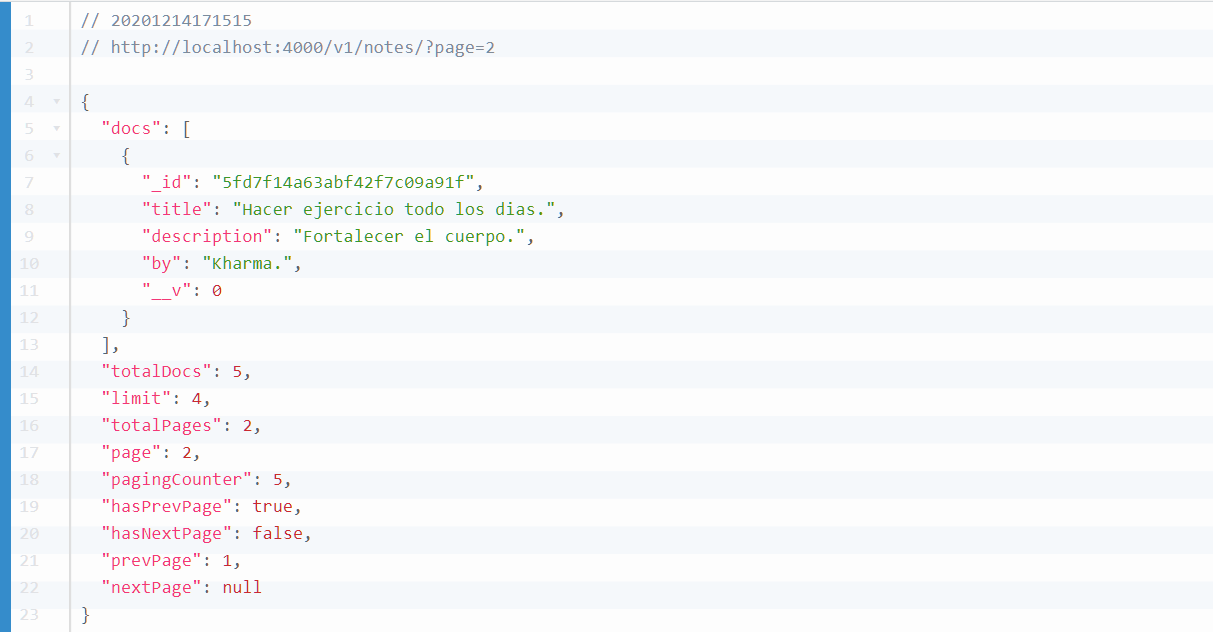 1 // 20201214171515
2 // http://localhost:4000/v1/notes/?page=2
3
4 {
5 "docs": [
6 {
7 "_id": "5fd7f14a63abf42f7c09a91f",
8 "title": "Hacer ejercicio todo los dias.",
9 "description": "Fortalecer el cuerpo.",
10 "by": "Kharma.",
11 "__v": 0
12 }
13 ],
14 "totalDocs": 5,
15 "limit": 4,
16 "totalPages": 2,
17 "page": 2,
18 "pagingCounter": 5,
19 "hasPrevPage": true,
20 "hasNextPage": false,
21 "prevPage": 1,
22 "nextPage": null
23 }